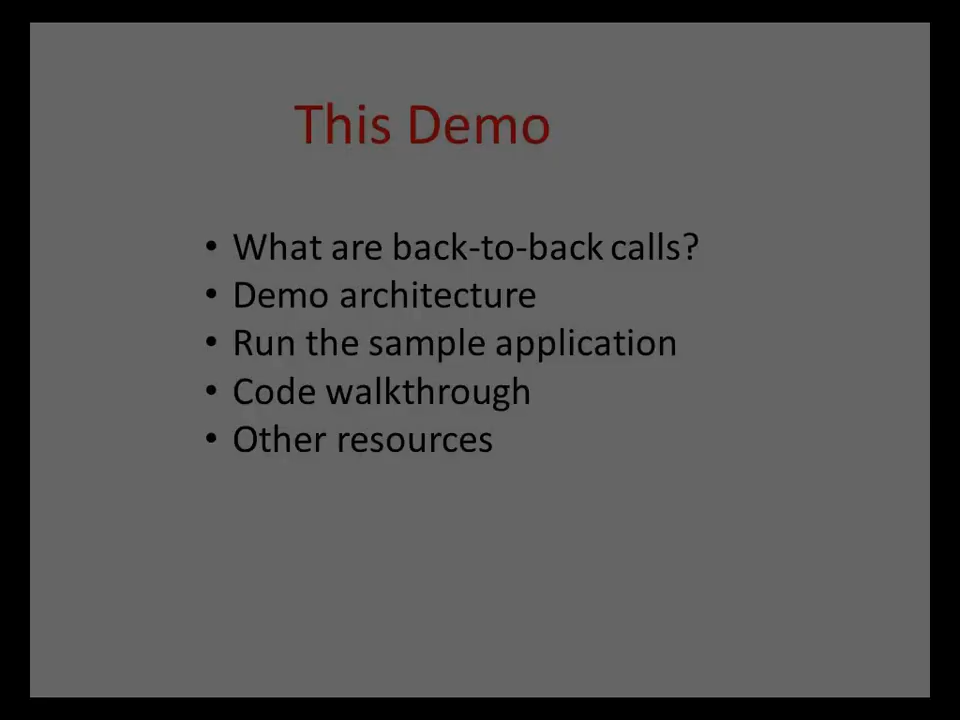 This Demo
• What are back-to-back calls?
• Demo architecture
• Run the sample application
• Code walkthrough
• Other resources